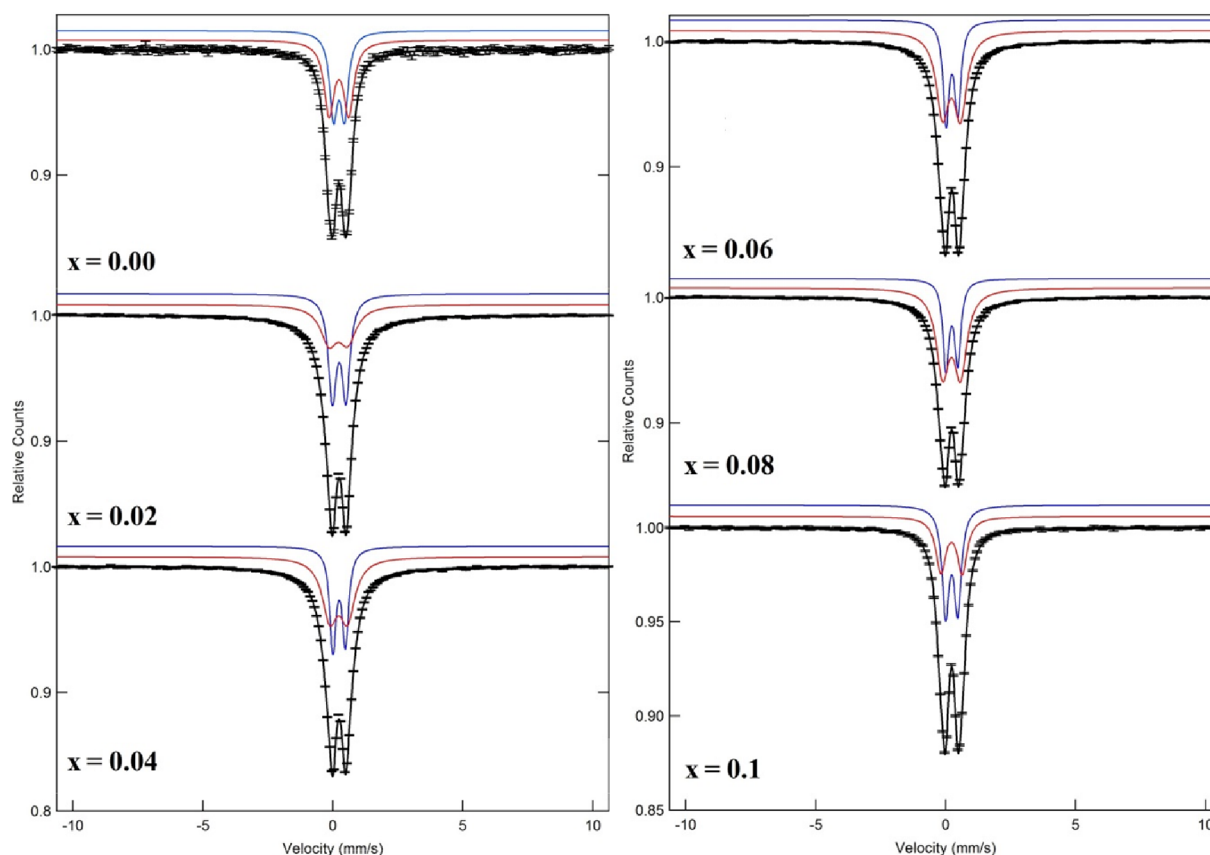 1.0
0.9
x = 0.00
1.0
0.9
x = 0.02
1.0
0.9
x = 0.04
0.8
-10 -5 0 5 10
Velocity (mm/s)
Relative Counts
1.0
0.9
x = 0.06
1.0
0.9
x = 0.08
1.00
0.95
0.90
x = 0.1
0.85
-10 -5 0 5 10
Velocity (mm/s)
Relative Counts